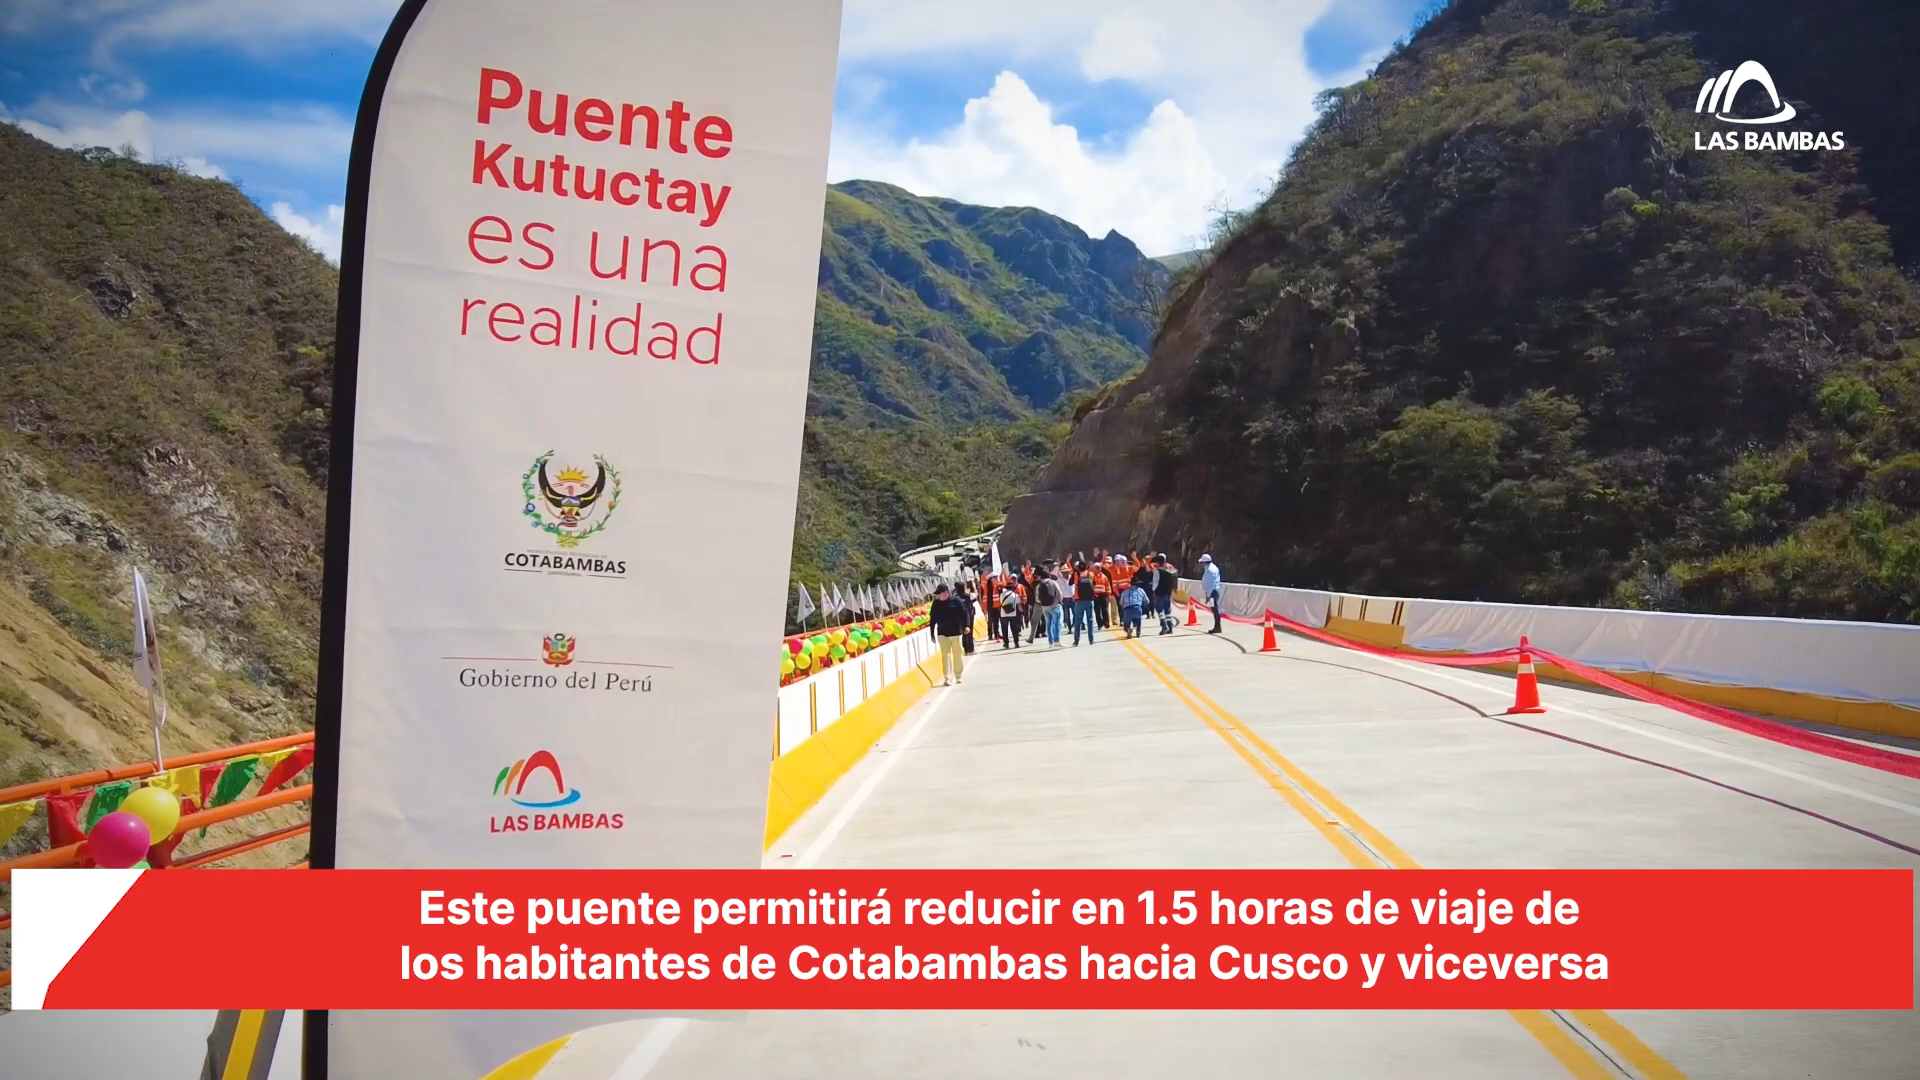 Puente
Kutuctay
es una
realidad
COTABAMBAS
Gobierno del Perú
LAS BAMBAS
LAS BAMBAS
Este puente permitirá reducir en 1.5 horas de viaje de
los habitantes de Cotabambas hacia Cusco y viceversa